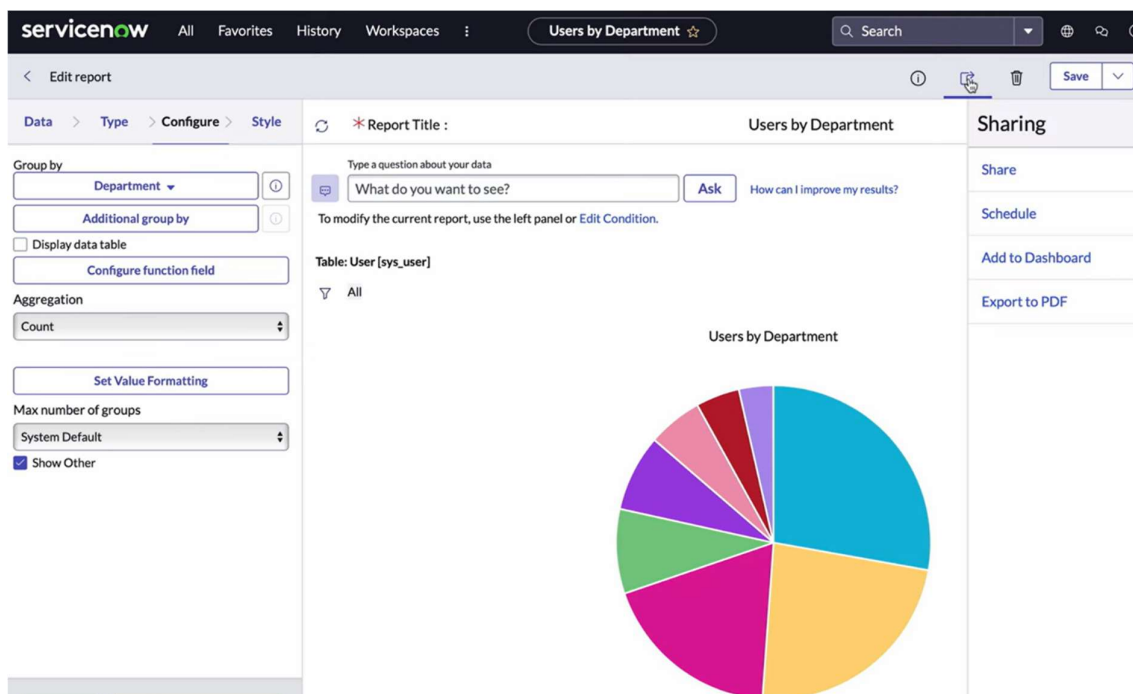 servicenow All Favorites History Workspaces Users by Department Search
Edit report Save
Data Type Configure Style
Group by
Department
Additional group by
Display data table
Configure function field
Aggregation
Count
Set Value Formatting
Max number of groups
System Default
Show Other
*Report Title : Users by Department
Type a question about your data
What do you want to see? Ask How can I improve my results?
To modify the current report, use the left panel or Edit Condition.
Table: User [sys_user]
All
Users by Department
Sharing
Share
Schedule
Add to Dashboard
Export to PDF